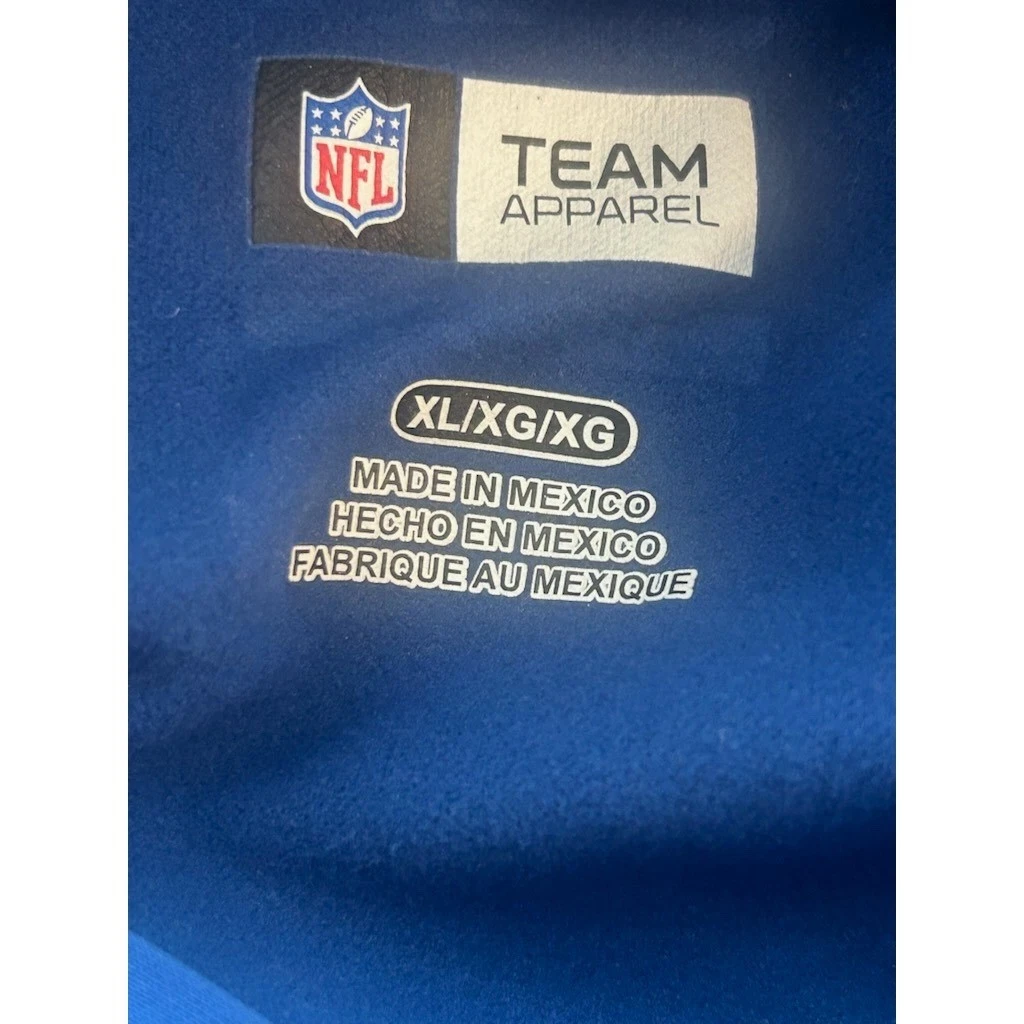 NFL
TEAM
APPAREL
XL/XG/XG
MADE IN MEXICO
HECHO EN MEXICO
FABRIQUE AU MEXIQUE